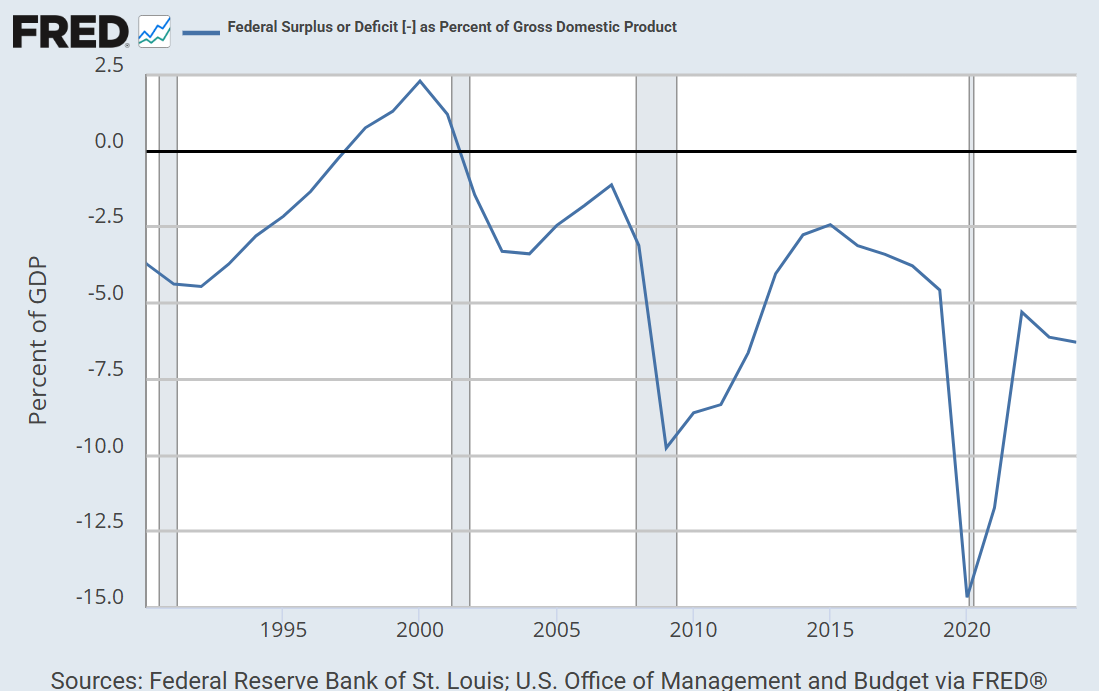 FRED®
Federal Surplus or Deficit [-] as Percent of Gross Domestic Product
2.5
0.0
-2.5
-5.0
-7.5
-10.0
-12.5
-15.0
Percent of GDP
1995 2000 2005 2010 2015 2020
Sources: Federal Reserve Bank of St. Louis; U.S. Office of Management and Budget via FRED®